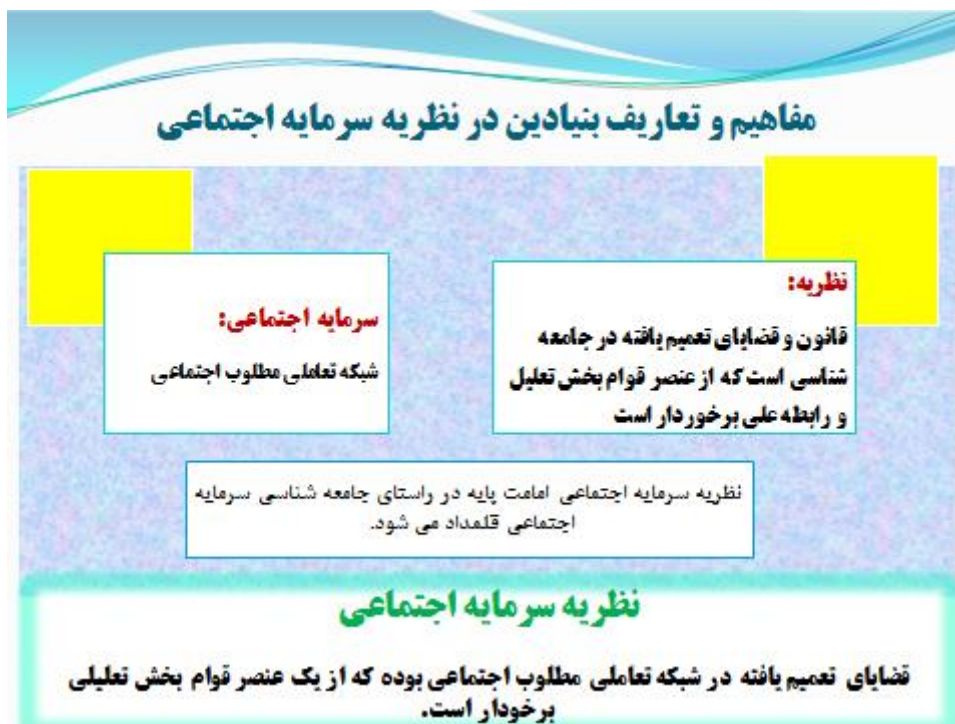 مفاهیم و تعاریف بنیادین در نظریه سرمایه اجتماعی
نظریه:
قانون و قضایای تعمیم یافته در جامعه
شناسی است که از عنصر قوام بخش تعلیل
و رابطه علی برخوردار است
سرمایه اجتماعی:
شبکه تعاملی مطلوب اجتماعی
نظریه سرمایه اجتماعی امامت پایه در راستای جامعه شناسی سرمایه
اجتماعی قلمداد می شود.
نظریه سرمایه اجتماعی
قضایای تعمیم یافته در شبکه تعاملی مطلوب اجتماعی بوده که از یک عنصر قوام بخش تعلیلی
برخودار است.